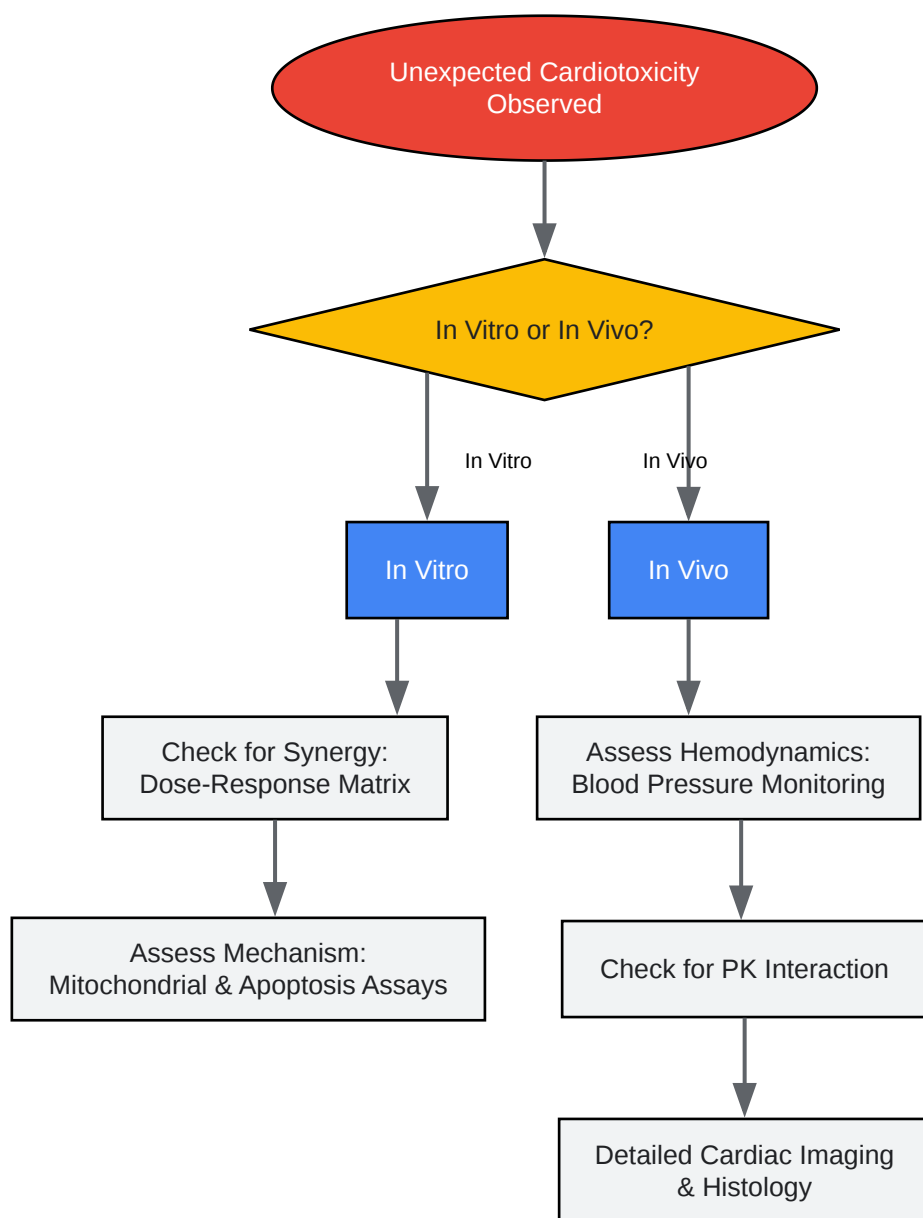 Unexpected Cardiotoxicity
Observed
In Vitro or In Vivo?
In Vitro
In Vivo
In Vitro
In Vivo
Check for Synergy:
Dose-Response Matrix
Assess Hemodynamics:
Blood Pressure Monitoring
Assess Mechanism:
Mitochondrial & Apoptosis Assays
Check for PK Interaction
Detailed Cardiac Imaging
& Histology